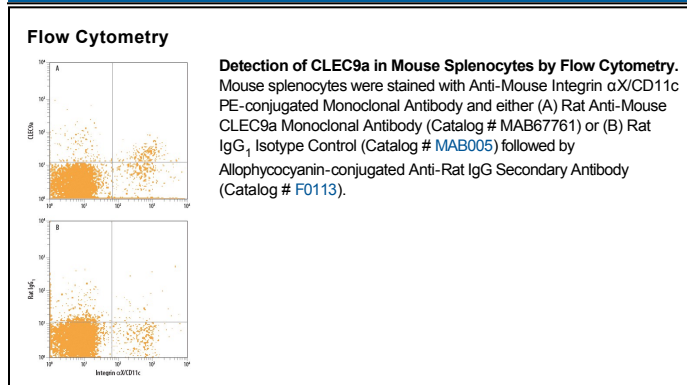 Flow Cytometry
Detection of CLEC9a in Mouse Splenocytes by Flow Cytometry.
Mouse splenocytes were stained with Anti-Mouse Integrin αX/CD11c
PE-conjugated Monoclonal Antibody and either (A) Rat Anti-Mouse
CLEC9a Monoclonal Antibody (Catalog # MAB67761) or (B) Rat
IgG1 Isotype Control (Catalog # MAB005) followed by
Allophycocyanin-conjugated Anti-Rat IgG Secondary Antibody
(Catalog # F0113).
A
CLEC9a
B
Rat IgG1
Integrin αX/CD11c